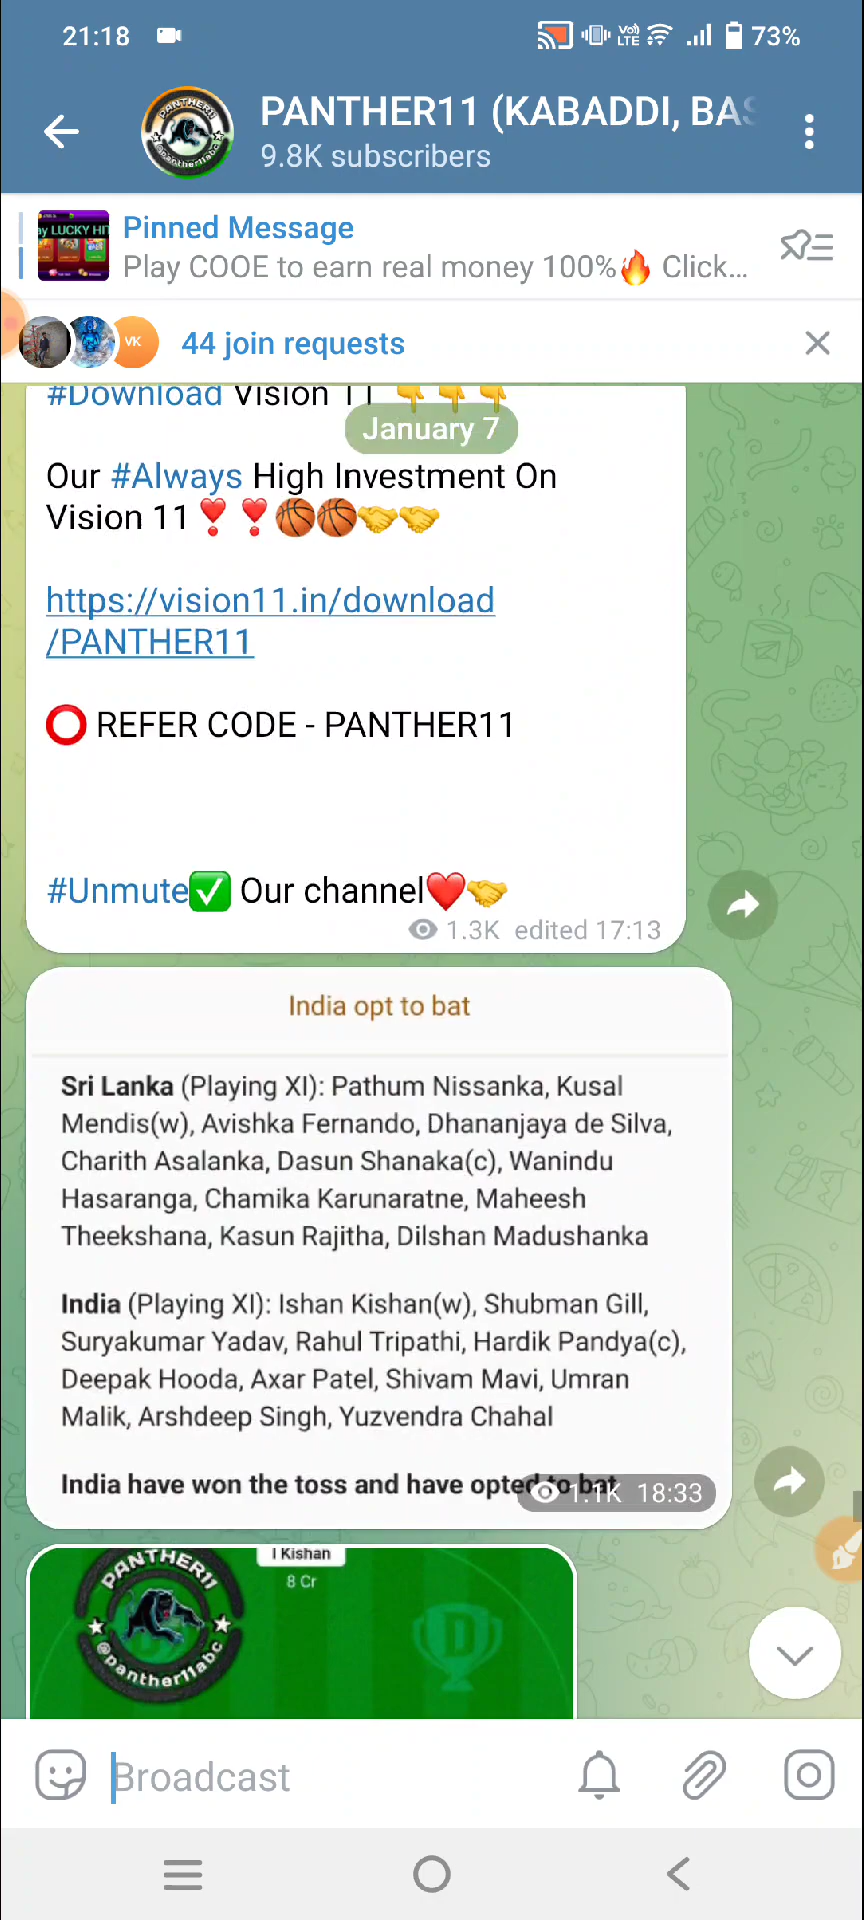 21:18
Vo)
LTE
73%
PANTHER11 (KABADDI, BAS
9.8K subscribers
ay LUCKY HIT
Pinned Message
Play COOE to earn real money 100%🔥 Click...
VK
44 join requests
#Download Vision 11 👇👇👇
January 7
Our #Always High Investment On
Vision 11❣️❣️🏀🏀🤝🤝
https://vision11.in/download
/PANTHER11
⭕ REFER CODE - PANTHER11
#Unmute✅ Our channel❤️🤝
1.3K edited 17:13
India opt to bat
Sri Lanka (Playing XI): Pathum Nissanka, Kusal
Mendis(w), Avishka Fernando, Dhananjaya de Silva,
Charith Asalanka, Dasun Shanaka(c), Wanindu
Hasaranga, Chamika Karunaratne, Maheesh
Theekshana, Kasun Rajitha, Dilshan Madushanka
India (Playing XI): Ishan Kishan(w), Shubman Gill,
Suryakumar Yadav, Rahul Tripathi, Hardik Pandya(c),
Deepak Hooda, Axar Patel, Shivam Mavi, Umran
Malik, Arshdeep Singh, Yuzvendra Chahal
India have won the toss and have opted to bat
1.1K 18:33
PANTHER11
@panther11abc
I Kishan
8 Cr
D
Broadcast